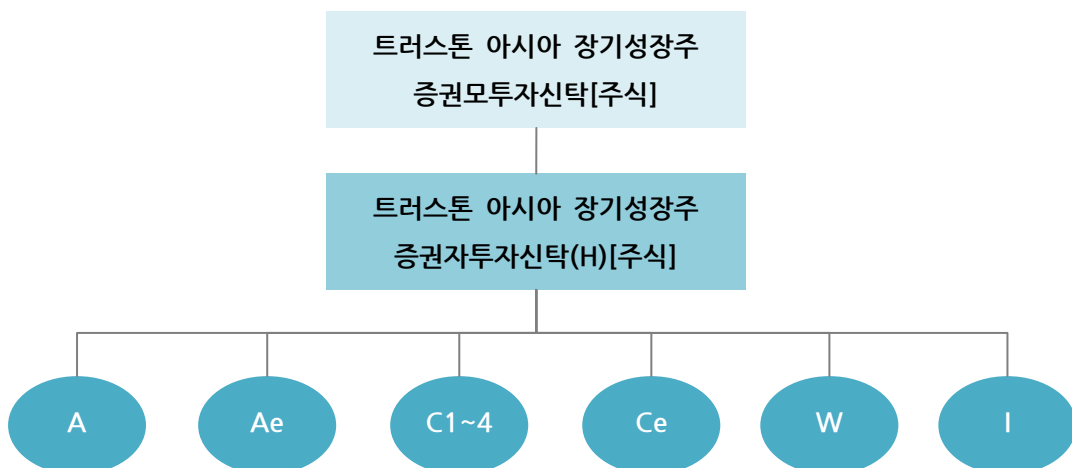 트러스톤 아시아 장기성장주
증권모투자신탁[주식]
트러스톤 아시아 장기성장주
증권자투자신탁(H)[주식]
A
Ae
C1~4
Ce
W
I